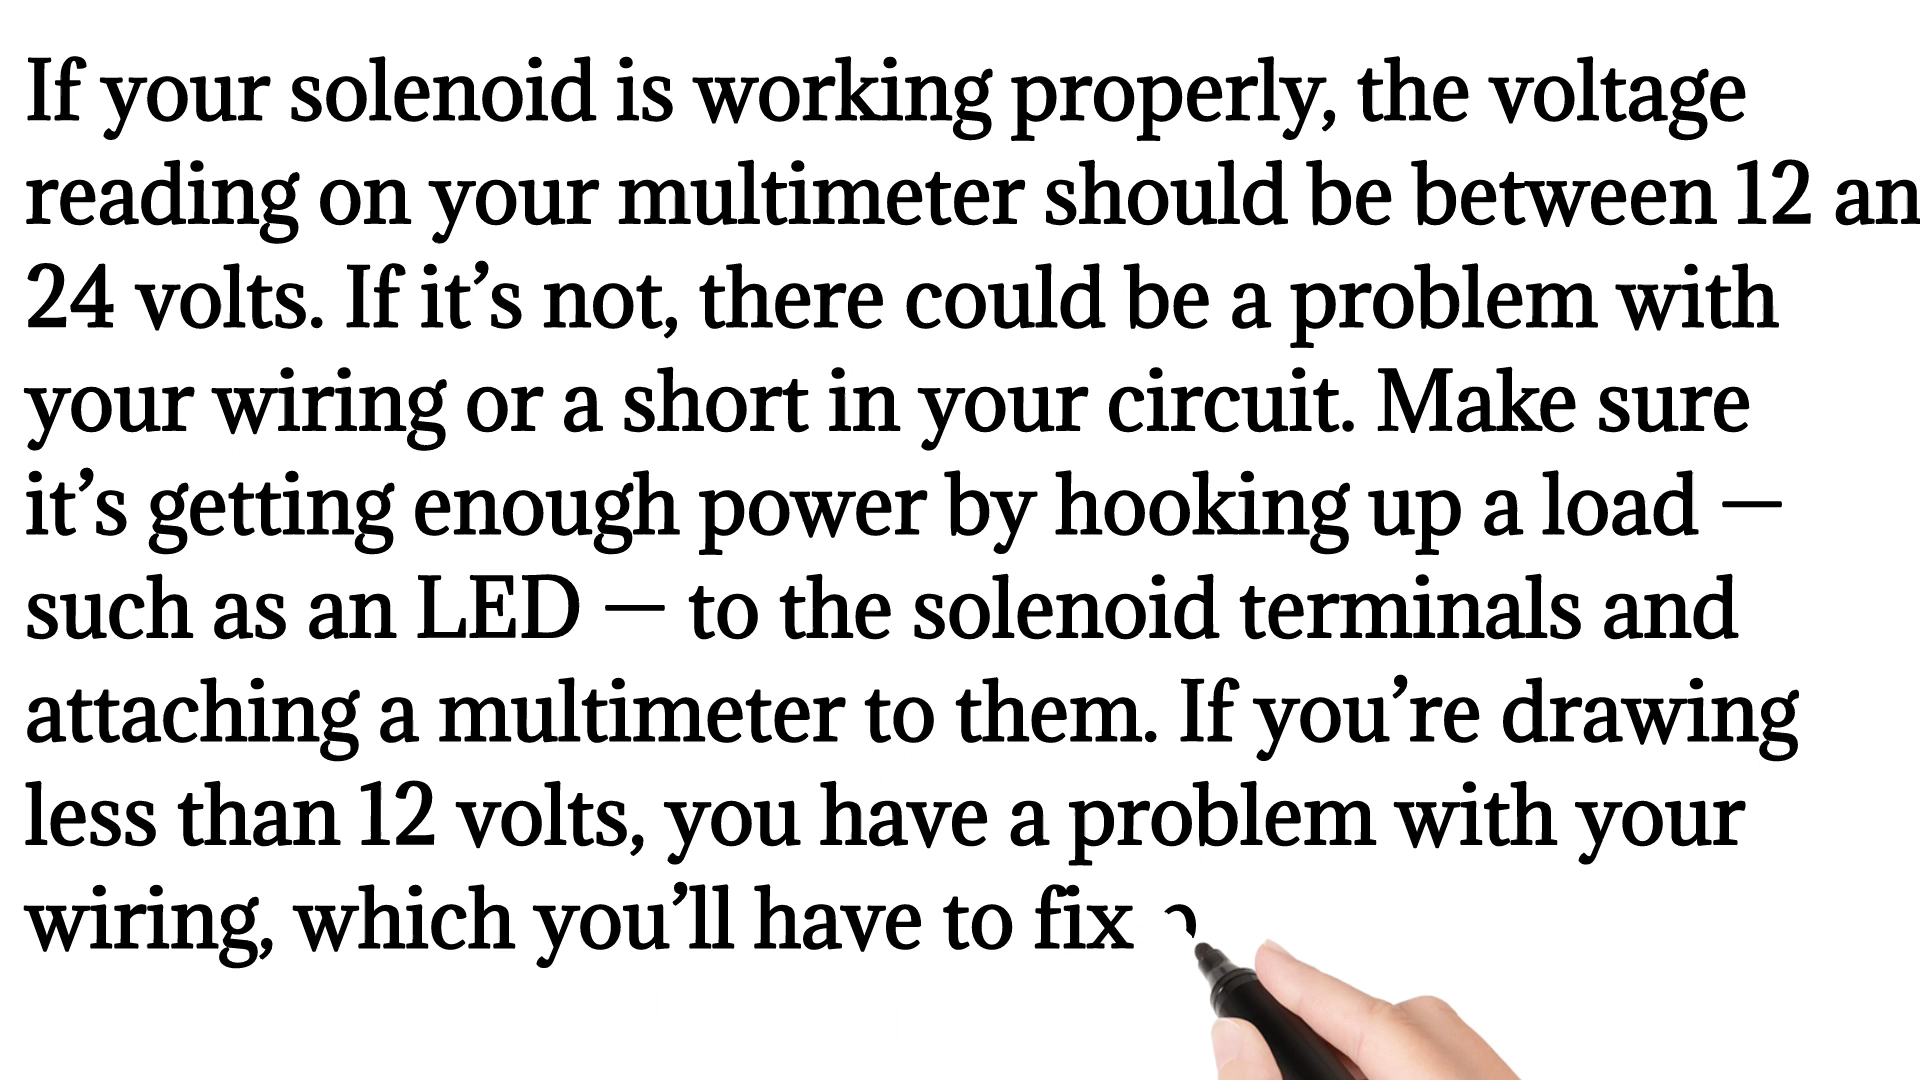 If your solenoid is working properly, the voltage
reading on your multimeter should be between 12 an
24 volts. If it’s not, there could be a problem with
your wiring or a short in your circuit. Make sure
it’s getting enough power by hooking up a load —
such as an LED — to the solenoid terminals and
attaching a multimeter to them. If you’re drawing
less than 12 volts, you have a problem with your
wiring, which you’ll have to fix